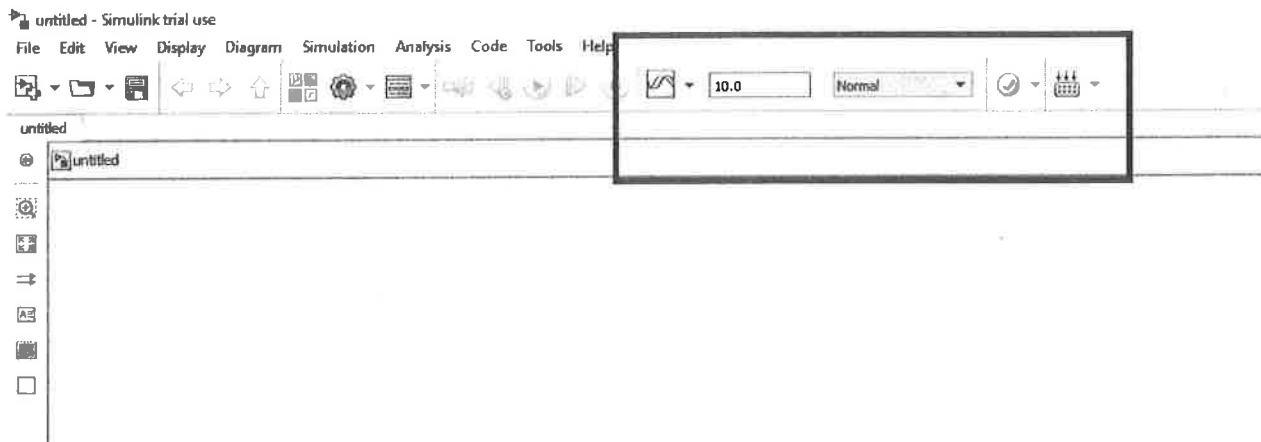 untitled - Simulink trial use
File Edit View Display Diagram Simulation Analysis Code Tools Help
10.0 Normal
untitled
untitled